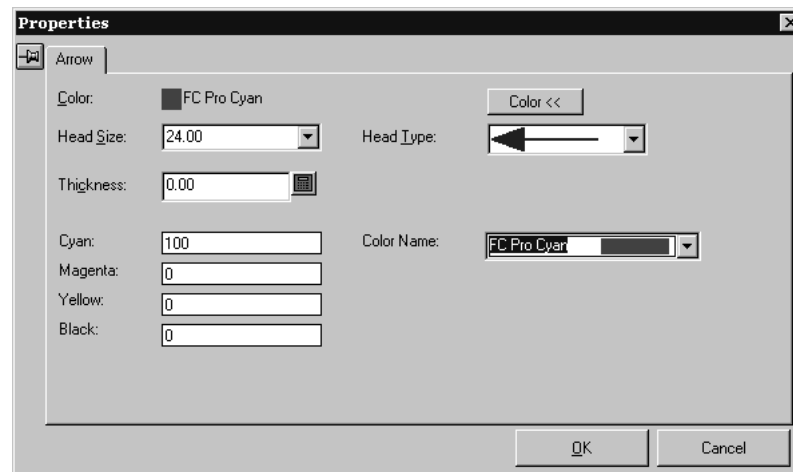 Properties
Arrow
Color: FC Pro Cyan Color <<
Head Size: 24.00 Head Type:
Thickness: 0.00
Cyan: 100 Color Name: FC Pro Cyan
Magenta: 0
Yellow: 0
Black: 0
OK Cancel